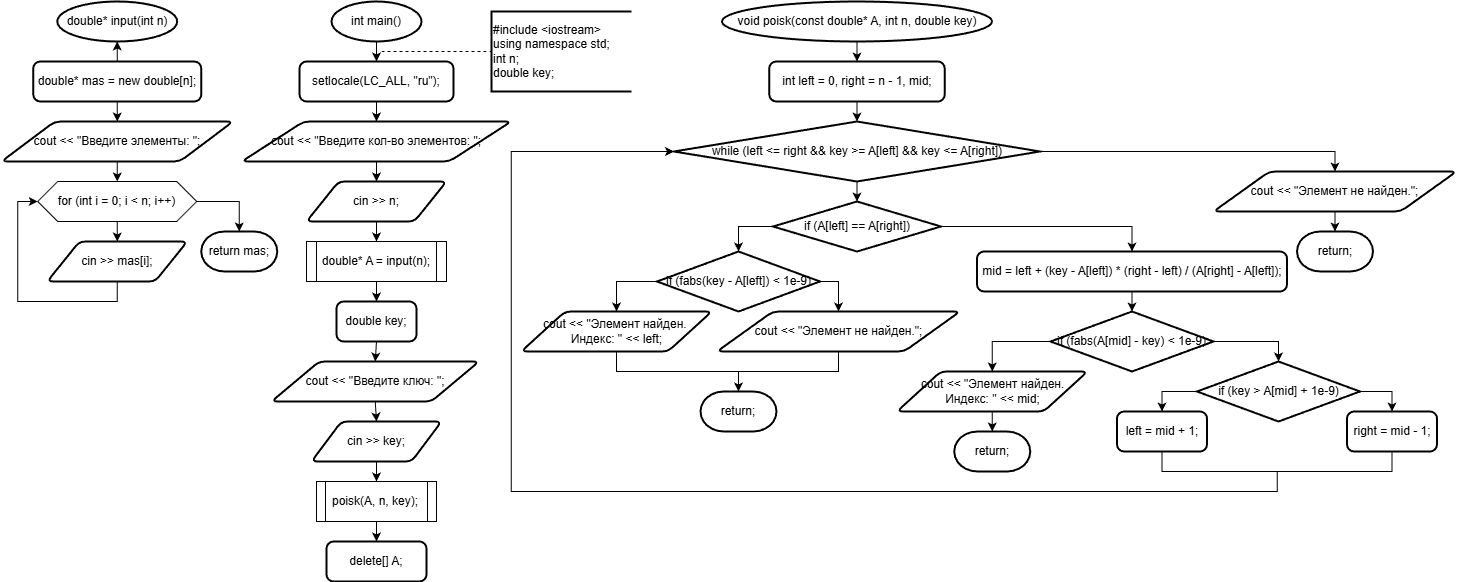 double* input(int n)
double* mas = new double[n];
cout << "Введите элементы: ";
for (int i = 0; i < n; i++)
cin >> mas[i];
return mas;
int main()
#include <iostream>
using namespace std;
int n;
double key;
setlocale(LC_ALL, "ru");
cout << "Введите кол-во элементов: ";
cin >> n;
double* A = input(n);
double key;
cout << "Введите ключ: ";
cin >> key;
poisk(A, n, key);
delete[] A;
void poisk(const double* A, int n, double key)
int left = 0, right = n - 1, mid;
while (left <= right && key >= A[left] && key <= A[right])
cout << "Элемент не найден.";
return;
if (A[left] == A[right])
if (fabs(key - A[left]) < 1e-9)
cout << "Элемент найден.
Индекс: " << left;
cout << "Элемент не найден.";
return;
mid = left + (key - A[left]) * (right - left) / (A[right] - A[left]);
if (fabs(A[mid] - key) < 1e-9)
cout << "Элемент найден.
Индекс: " << mid;
return;
if (key > A[mid] + 1e-9)
left = mid + 1;
right = mid - 1;